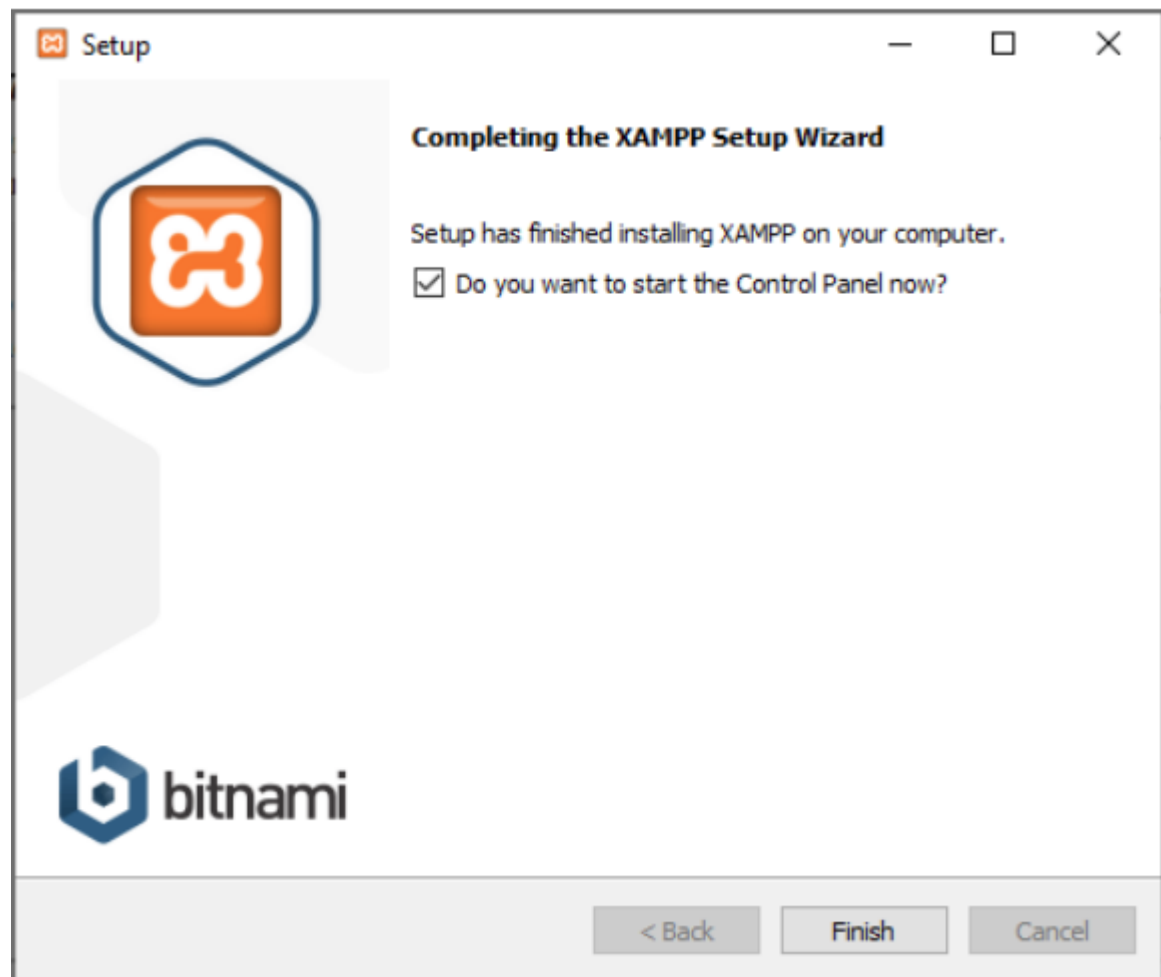 Setup
Completing the XAMPP Setup Wizard
Setup has finished installing XAMPP on your computer.
Do you want to start the Control Panel now?
bitnami
< Back
Finish
Cancel